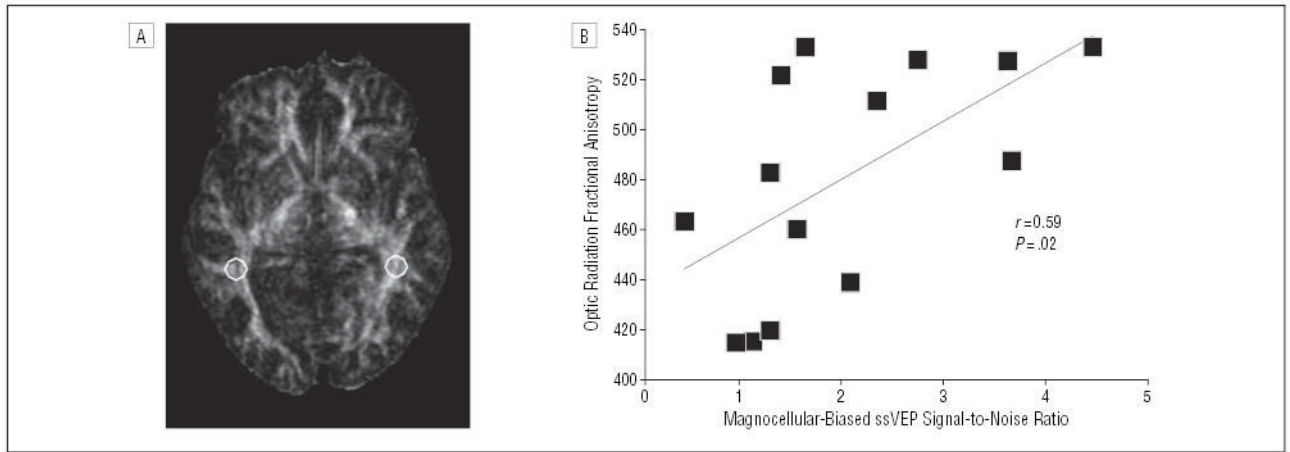 A
B
Optic Radiation Fractional Anisotropy
540
520
500
480
460
440
420
400
r=0.59
P=.02
0
1
2
3
4
5
Magnocellular-Biased ssVEP Signal-to-Noise Ratio